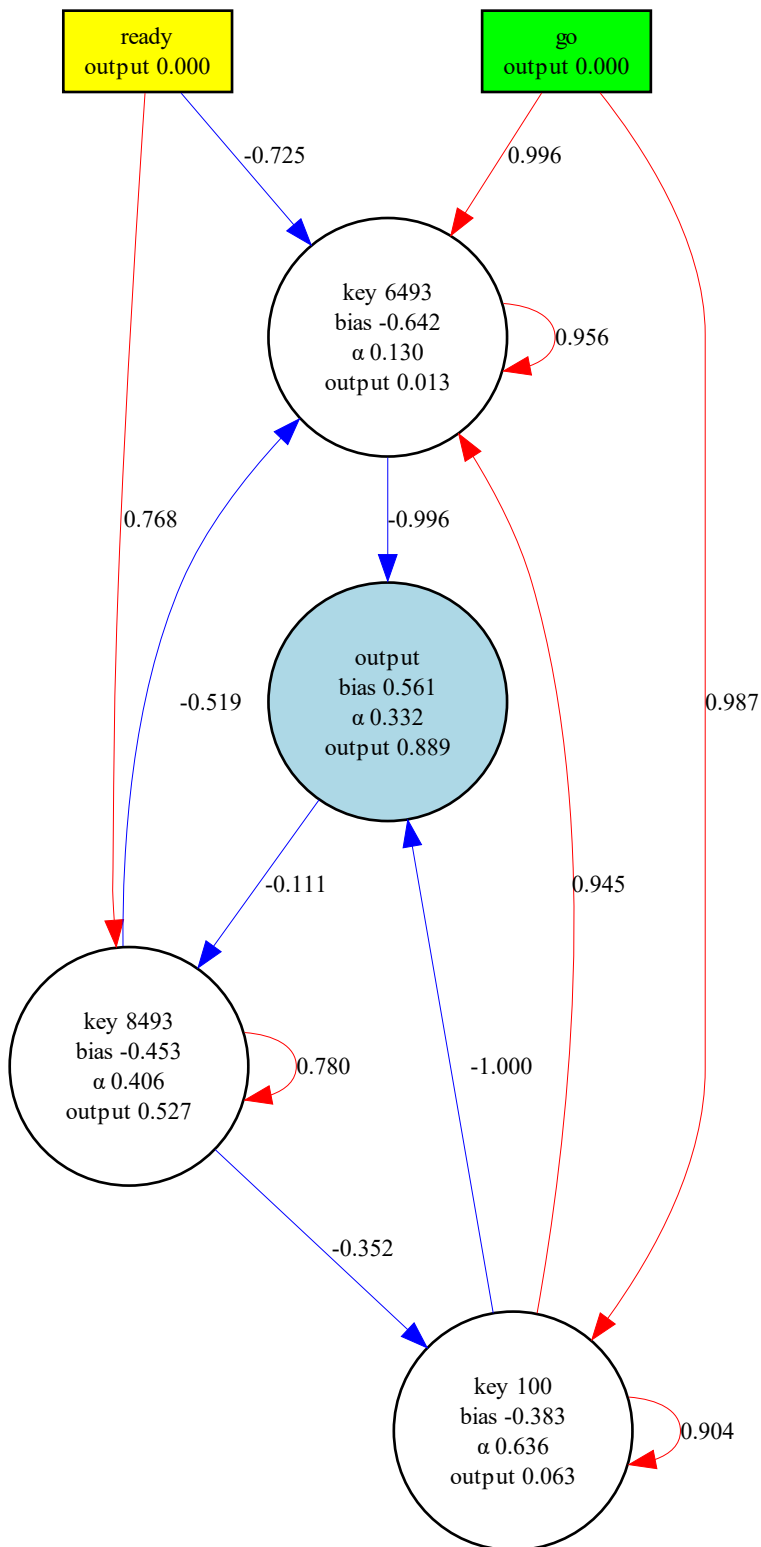 ready
output 0.000
go
output 0.000
-0.725
0.996
key 6493
bias -0.642
α 0.130
output 0.013
0.956
0.768
-0.996
-0.519
output
bias 0.561
α 0.332
output 0.889
0.987
-0.111
0.945
key 8493
bias -0.453
α 0.406
output 0.527
0.780
-1.000
-0.352
key 100
bias -0.383
α 0.636
output 0.063
0.904